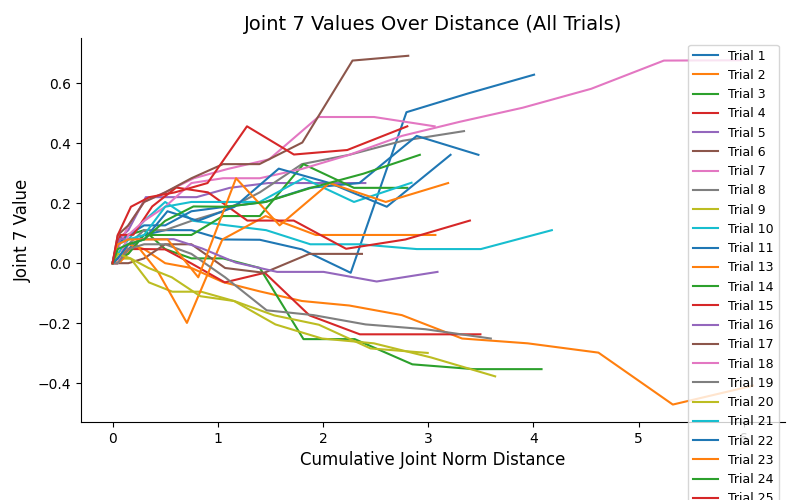 Joint 7 Values Over Distance (All Trials)
Joint 7 Value
0.6
0.4
0.2
0.0
−0.2
−0.4
0
1
2
3
4
5
6
Cumulative Joint Norm Distance
Trial 1
Trial 2
Trial 3
Trial 4
Trial 5
Trial 6
Trial 7
Trial 8
Trial 9
Trial 10
Trial 11
Trial 13
Trial 14
Trial 15
Trial 16
Trial 17
Trial 18
Trial 19
Trial 20
Trial 21
Trial 22
Trial 23
Trial 24
Trial 25